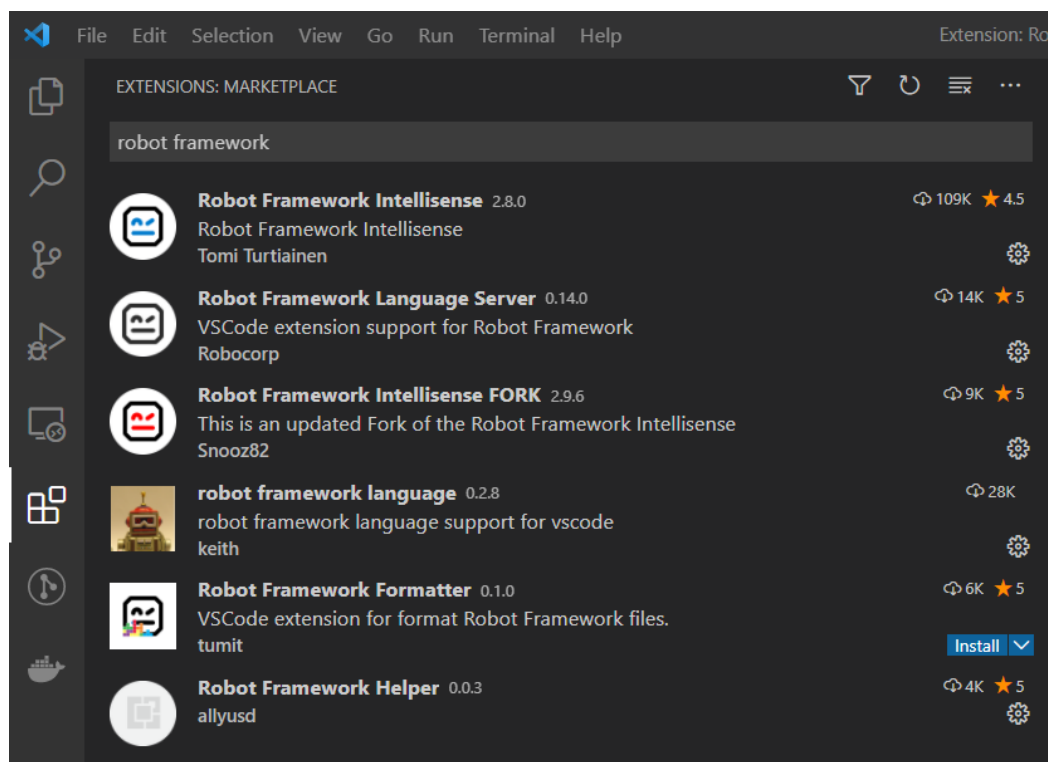 File Edit Selection View Go Run Terminal Help Extension: Ro
EXTENSIONS: MARKETPLACE
robot framework
Robot Framework Intellisense 2.8.0 109K 4.5
Robot Framework Intellisense
Tomi Turtiainen
Robot Framework Language Server 0.14.0 14K 5
VSCode extension support for Robot Framework
Robocorp
Robot Framework Intellisense FORK 2.9.6 9K 5
This is an updated Fork of the Robot Framework Intellisense
Snooz82
robot framework language 0.2.8 28K
robot framework language support for vscode
keith
Robot Framework Formatter 0.1.0 6K 5
VSCode extension for format Robot Framework files.
tumit Install
Robot Framework Helper 0.0.3 4K 5
allyusd